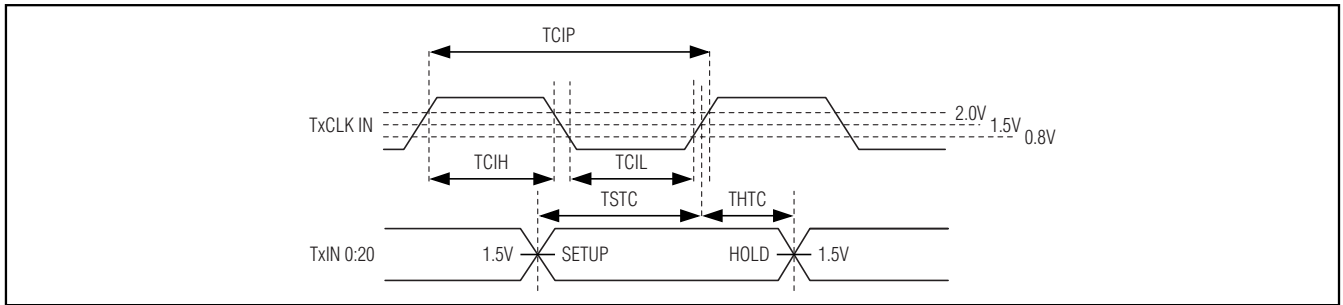 TCIP
TxCLK IN
2.0V
1.5V
0.8V
TCIH
TCIL
TSTC
THTC
TxIN 0:20
1.5V
SETUP
HOLD
1.5V